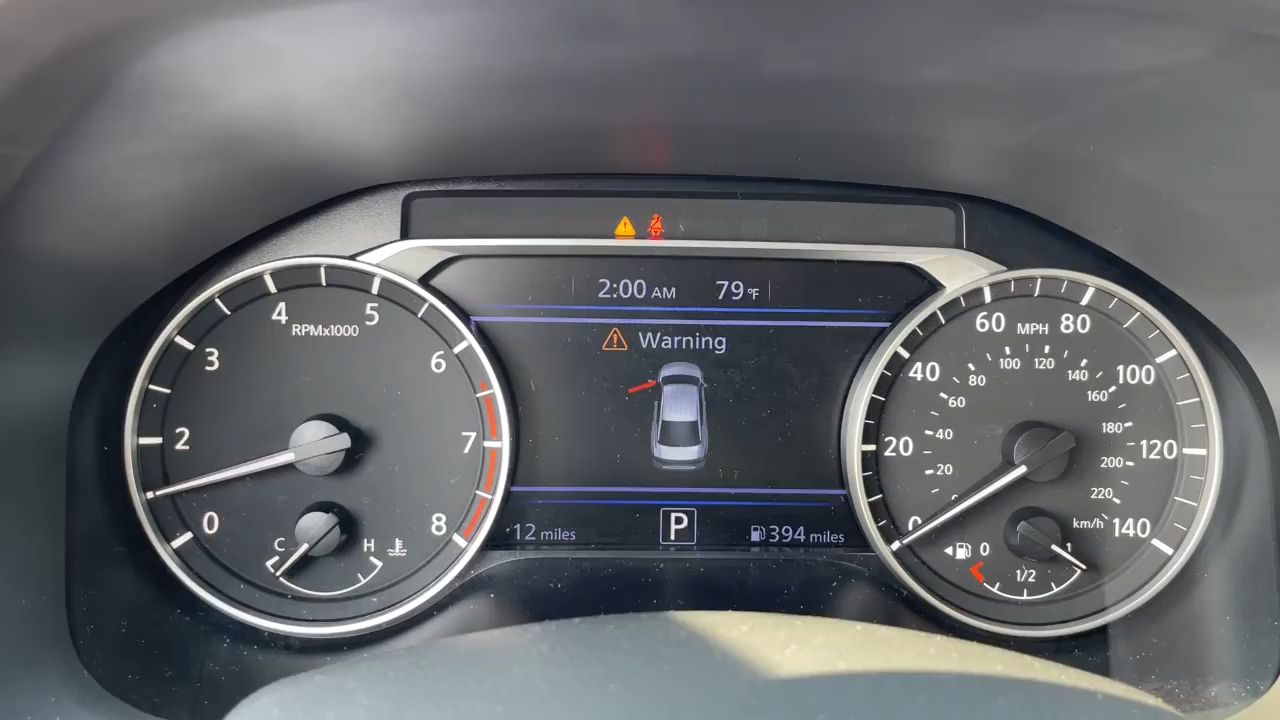 2:00 AM 79°F
Warning
4 5
RPMx1000
3 6
2 7
0 8
C H
60 MPH 80
40 100
20 120
0 140
100 120
80 140
60 160
40 180
20 200
0 220
km/h
0 1/2 1
12 miles P 394 miles